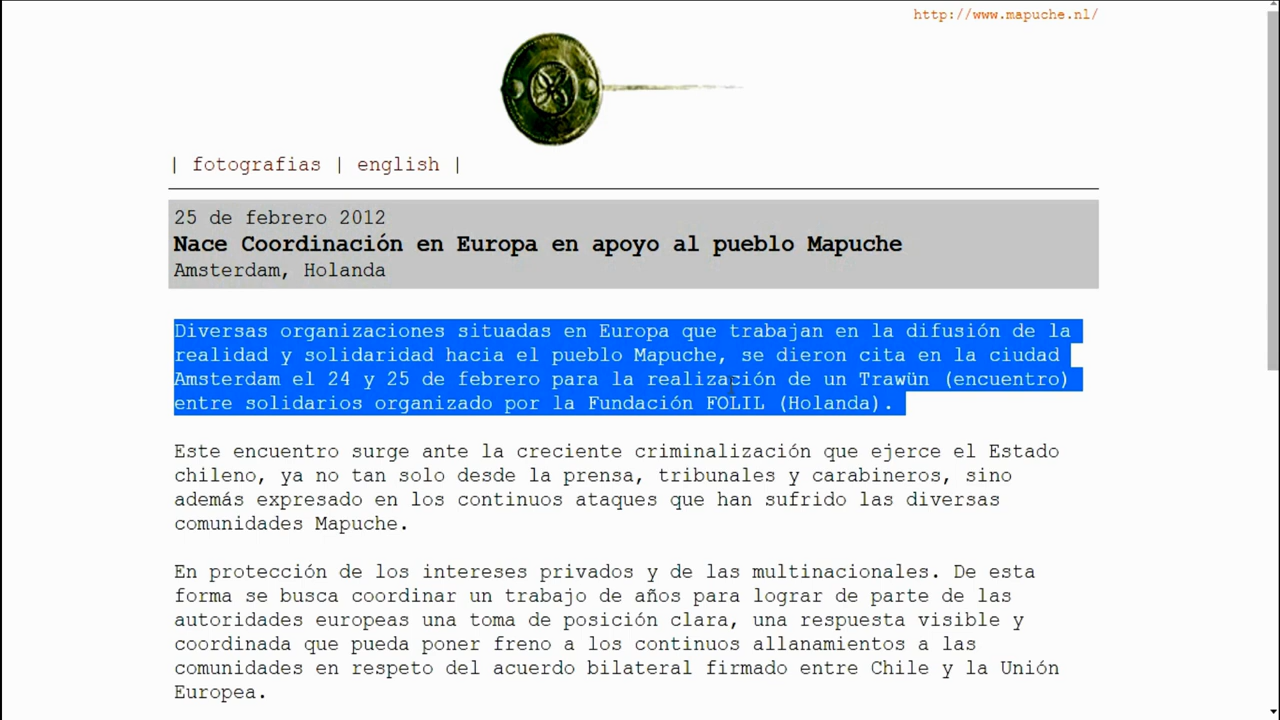 http://www.mapuche.nl/
| fotografias | english |
25 de febrero 2012
Nace Coordinación en Europa en apoyo al pueblo Mapuche
Amsterdam, Holanda
Diversas organizaciones situadas en Europa que trabajan en la difusión de la
realidad y solidaridad hacia el pueblo Mapuche, se dieron cita en la ciudad
Amsterdam el 24 y 25 de febrero para la realización de un Trawün (encuentro)
entre solidarios organizado por la Fundación FOLIL (Holanda).
Este encuentro surge ante la creciente criminalización que ejerce el Estado
chileno, ya no tan solo desde la prensa, tribunales y carabineros, sino
además expresado en los continuos ataques que han sufrido las diversas
comunidades Mapuche.
En protección de los intereses privados y de las multinacionales. De esta
forma se busca coordinar un trabajo de años para lograr de parte de las
autoridades europeas una toma de posición clara, una respuesta visible y
coordinada que pueda poner freno a los continuos allanamientos a las
comunidades en respeto del acuerdo bilateral firmado entre Chile y la Unión
Europea.